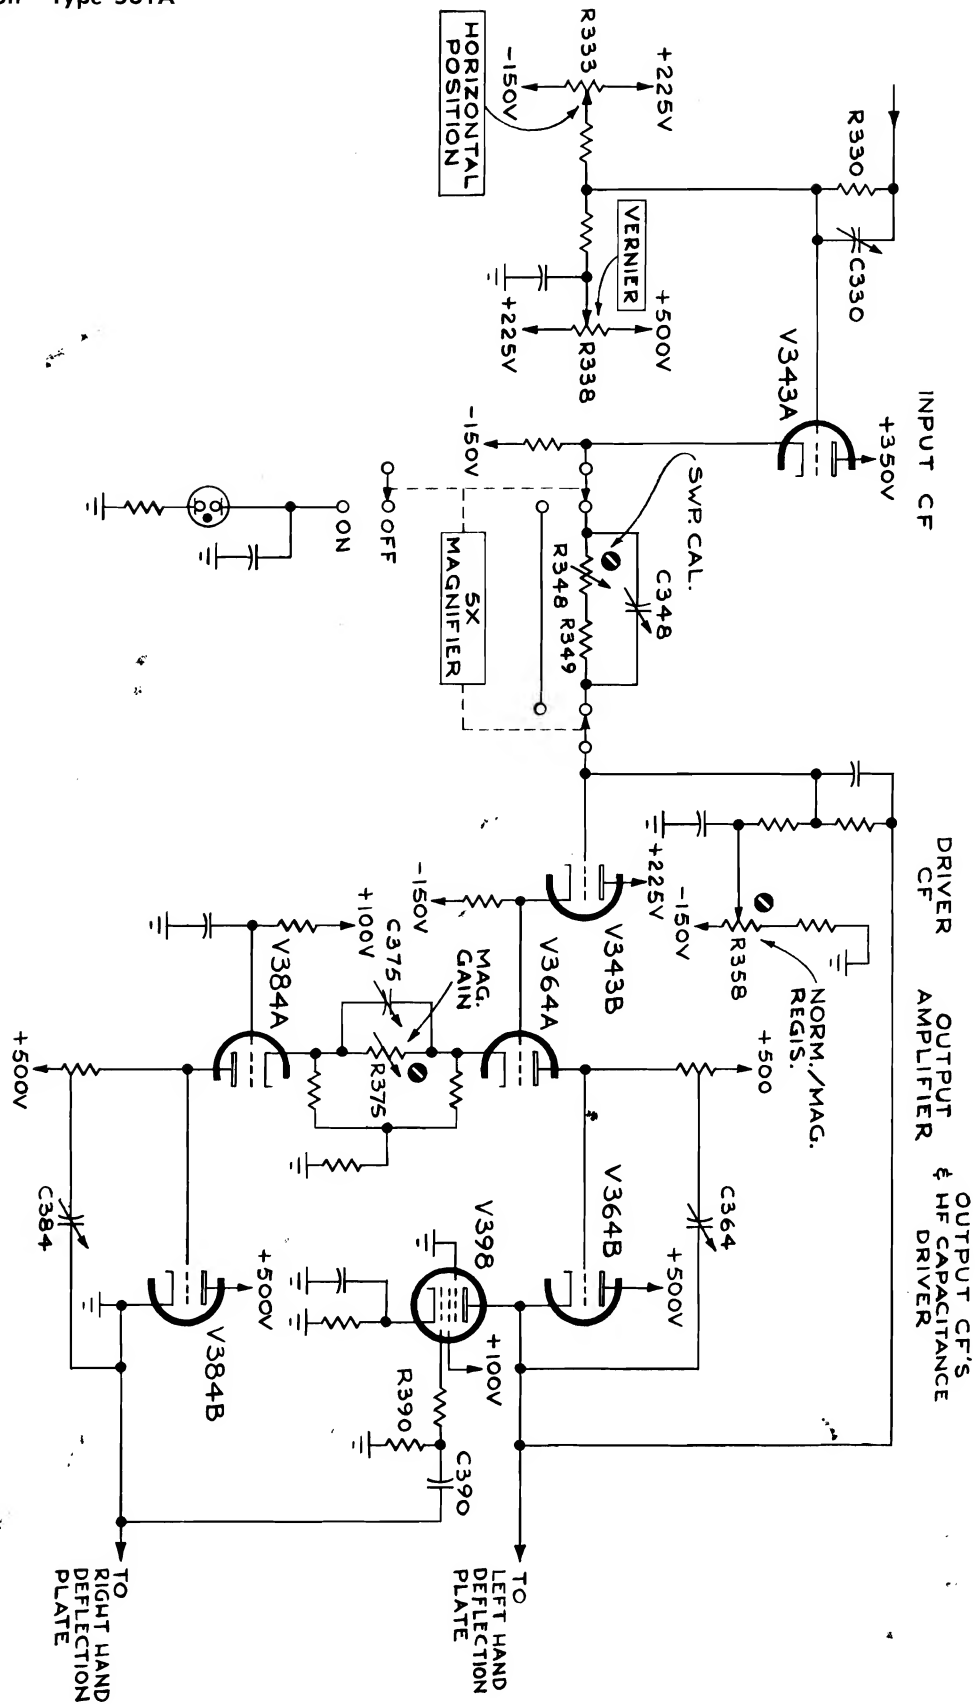 Type 561A
INPUT CF
DRIVER
CF
OUTPUT
AMPLIFIER
OUTPUT CF'S
& HF CAPACITANCE
DRIVER
R330
C330
V343A
+350V
R333
+225V
-150V
HORIZONTAL
POSITION
VERNIER
+500V
R338
+225V
-150V
SWP. CAL.
C348
R348
R349
5X
MAGNIFIER
OFF
ON
+225V
V343B
-150V
R358
NORM./MAG.
REGIS.
-150V
V364A
+500
C364
MAG.
GAIN
C375
R375
+100V
V384A
+500V
C384
V364B
+500V
V398
+100V
R390
C390
+500V
V384B
TO
LEFT HAND
DEFLECTION
PLATE
TO
RIGHT HAND
DEFLECTION
PLATE